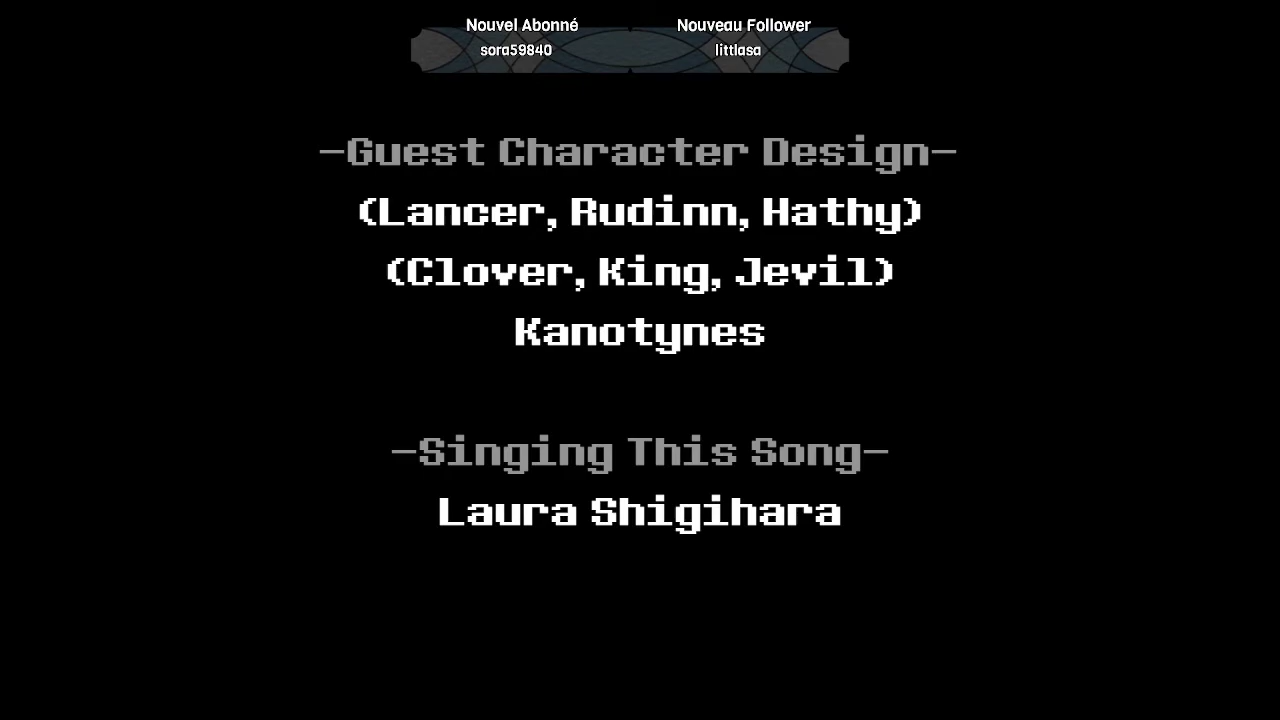 Nouvel Abonné
sora59840
Nouveau Follower
littlasa
-Guest Character Design-
(Lancer, Rudinn, Hathy)
(Clover, King, Jevil)
Kanotynes
-Singing This Song-
Laura Shigihara